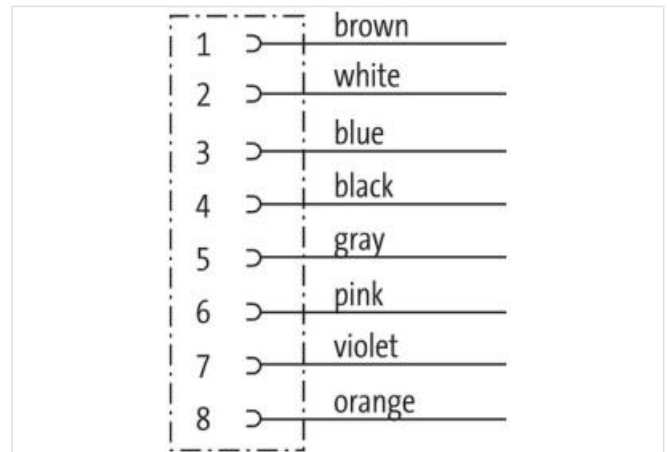 1 brown
2 white
3 blue
4 black
5 gray
6 pink
7 violet
8 orange